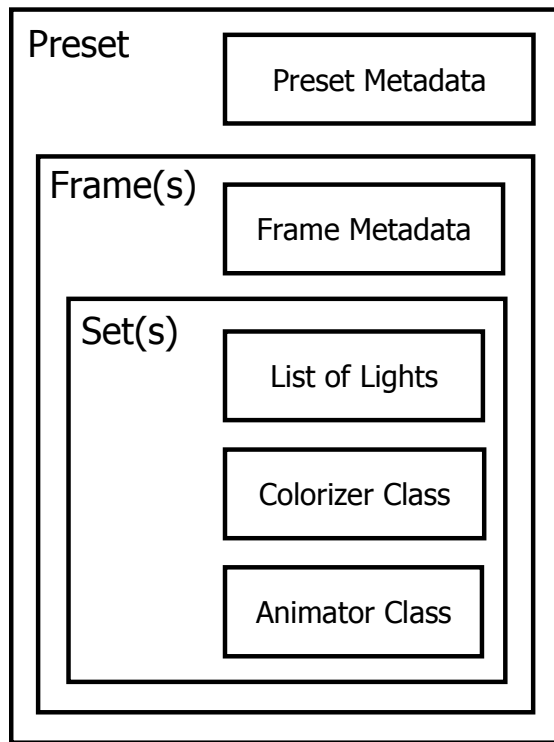 Preset
Preset Metadata
Frame(s)
Frame Metadata
Set(s)
List of Lights
Colorizer Class
Animator Class